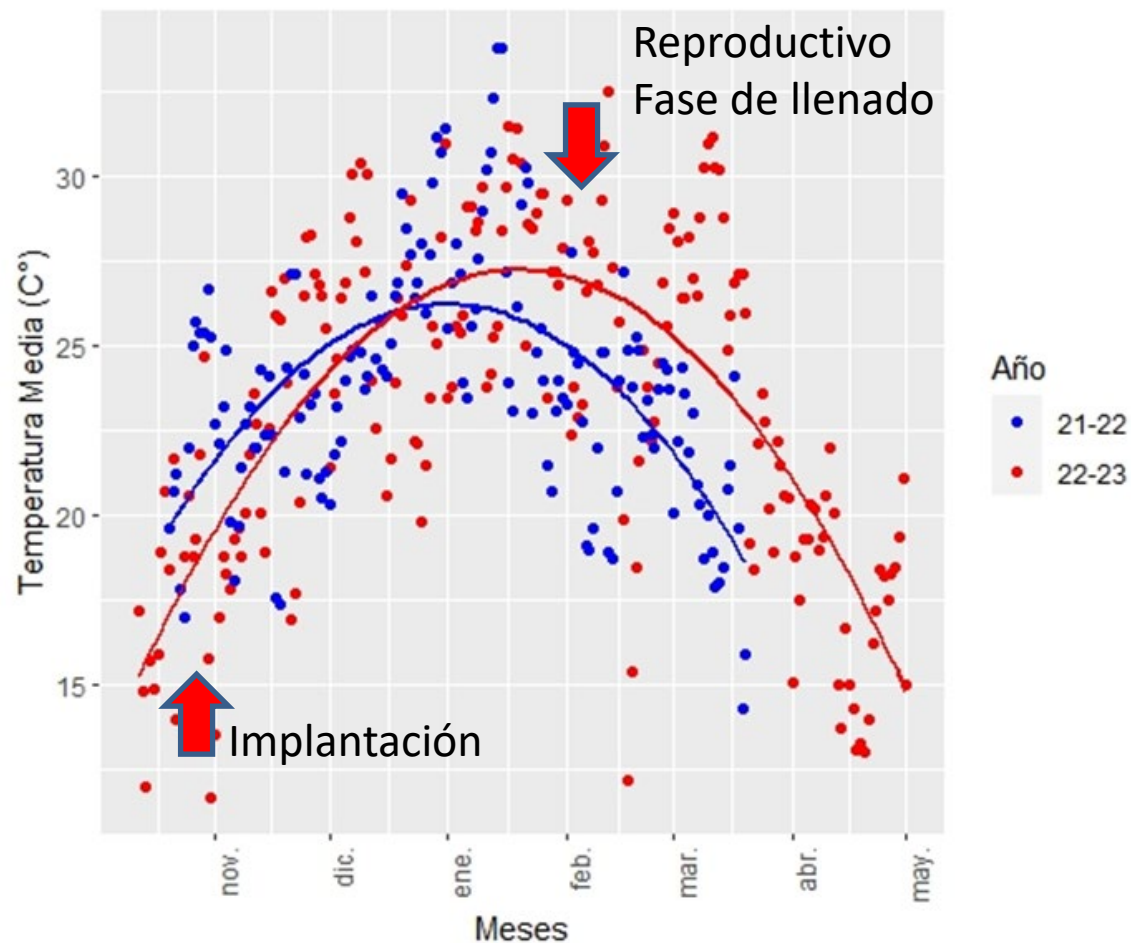 Reproductivo
Fase de llenado
30
25
20
15
Temperatura Media (C°)
Implantación
nov.
dic.
ene.
feb.
mar.
abr.
may.
Meses
Año
21-22
22-23